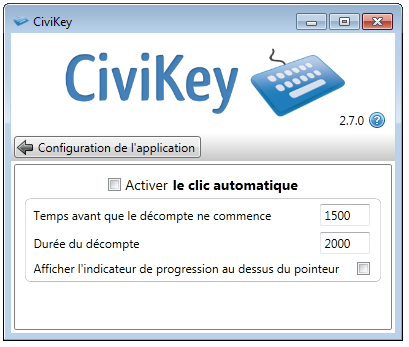 CiviKey
CiviKey
2.7.0
Configuration de l'application
Activer le clic automatique
Temps avant que le décompte ne commence 1500
Durée du décompte 2000
Afficher l'indicateur de progression au dessus du pointeur